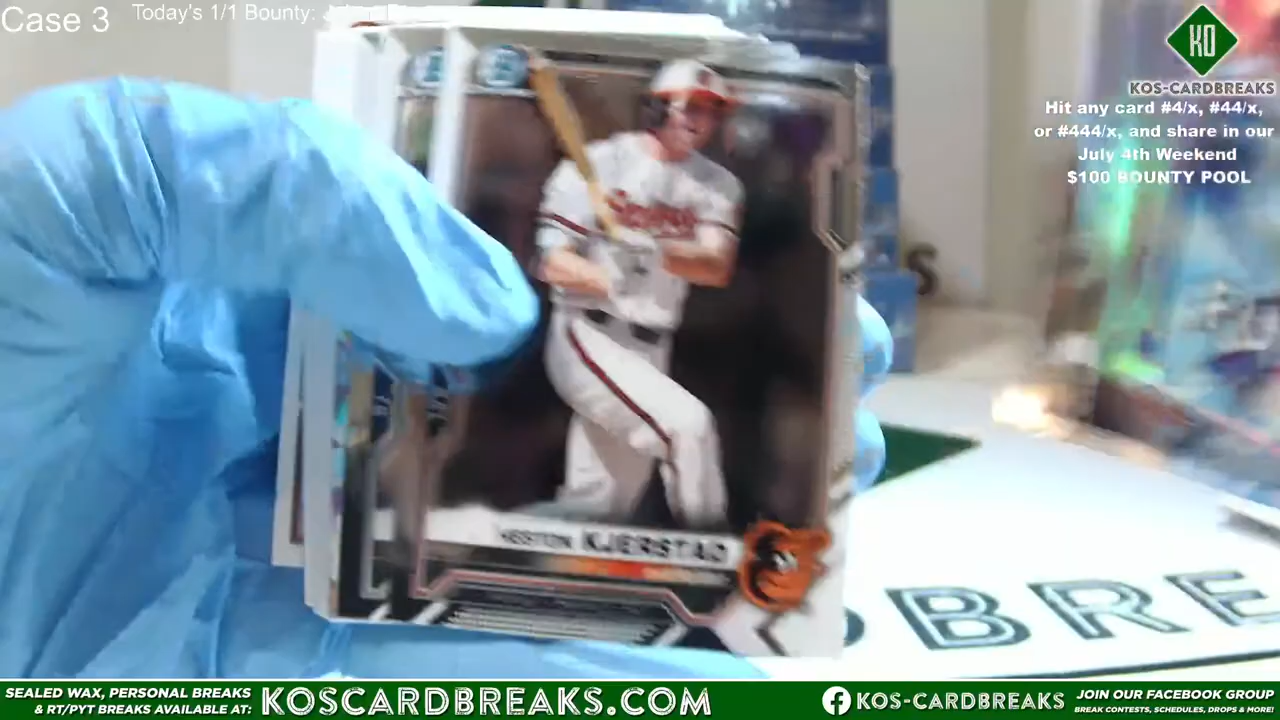 Case 3
Today's 1/1 Bounty:
KO
KOS-CARDBREAKS
Hit any card #4/x, #44/x,
or #444/x, and share in our
July 4th Weekend
$100 BOUNTY POOL
HESTON KJERSTAD
BRE
SEALED WAX, PERSONAL BREAKS
& RT/PYT BREAKS AVAILABLE AT:
KOSCARDBREAKS.COM
KOS-CARDBREAKS
JOIN OUR FACEBOOK GROUP
BREAK CONTESTS, SCHEDULES, DROPS & MORE!